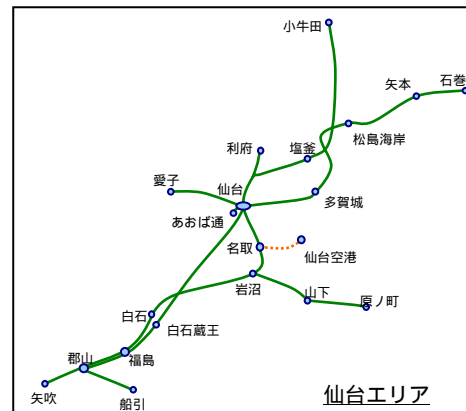 小牛田
石巻
矢本
松島海岸
利府
塩釜
愛子
仙台
多賀城
あおば通
名取
仙台空港
岩沼
山下
原ノ町
白石
白石蔵王
郡山
福島
矢吹
船引
仙台エリア